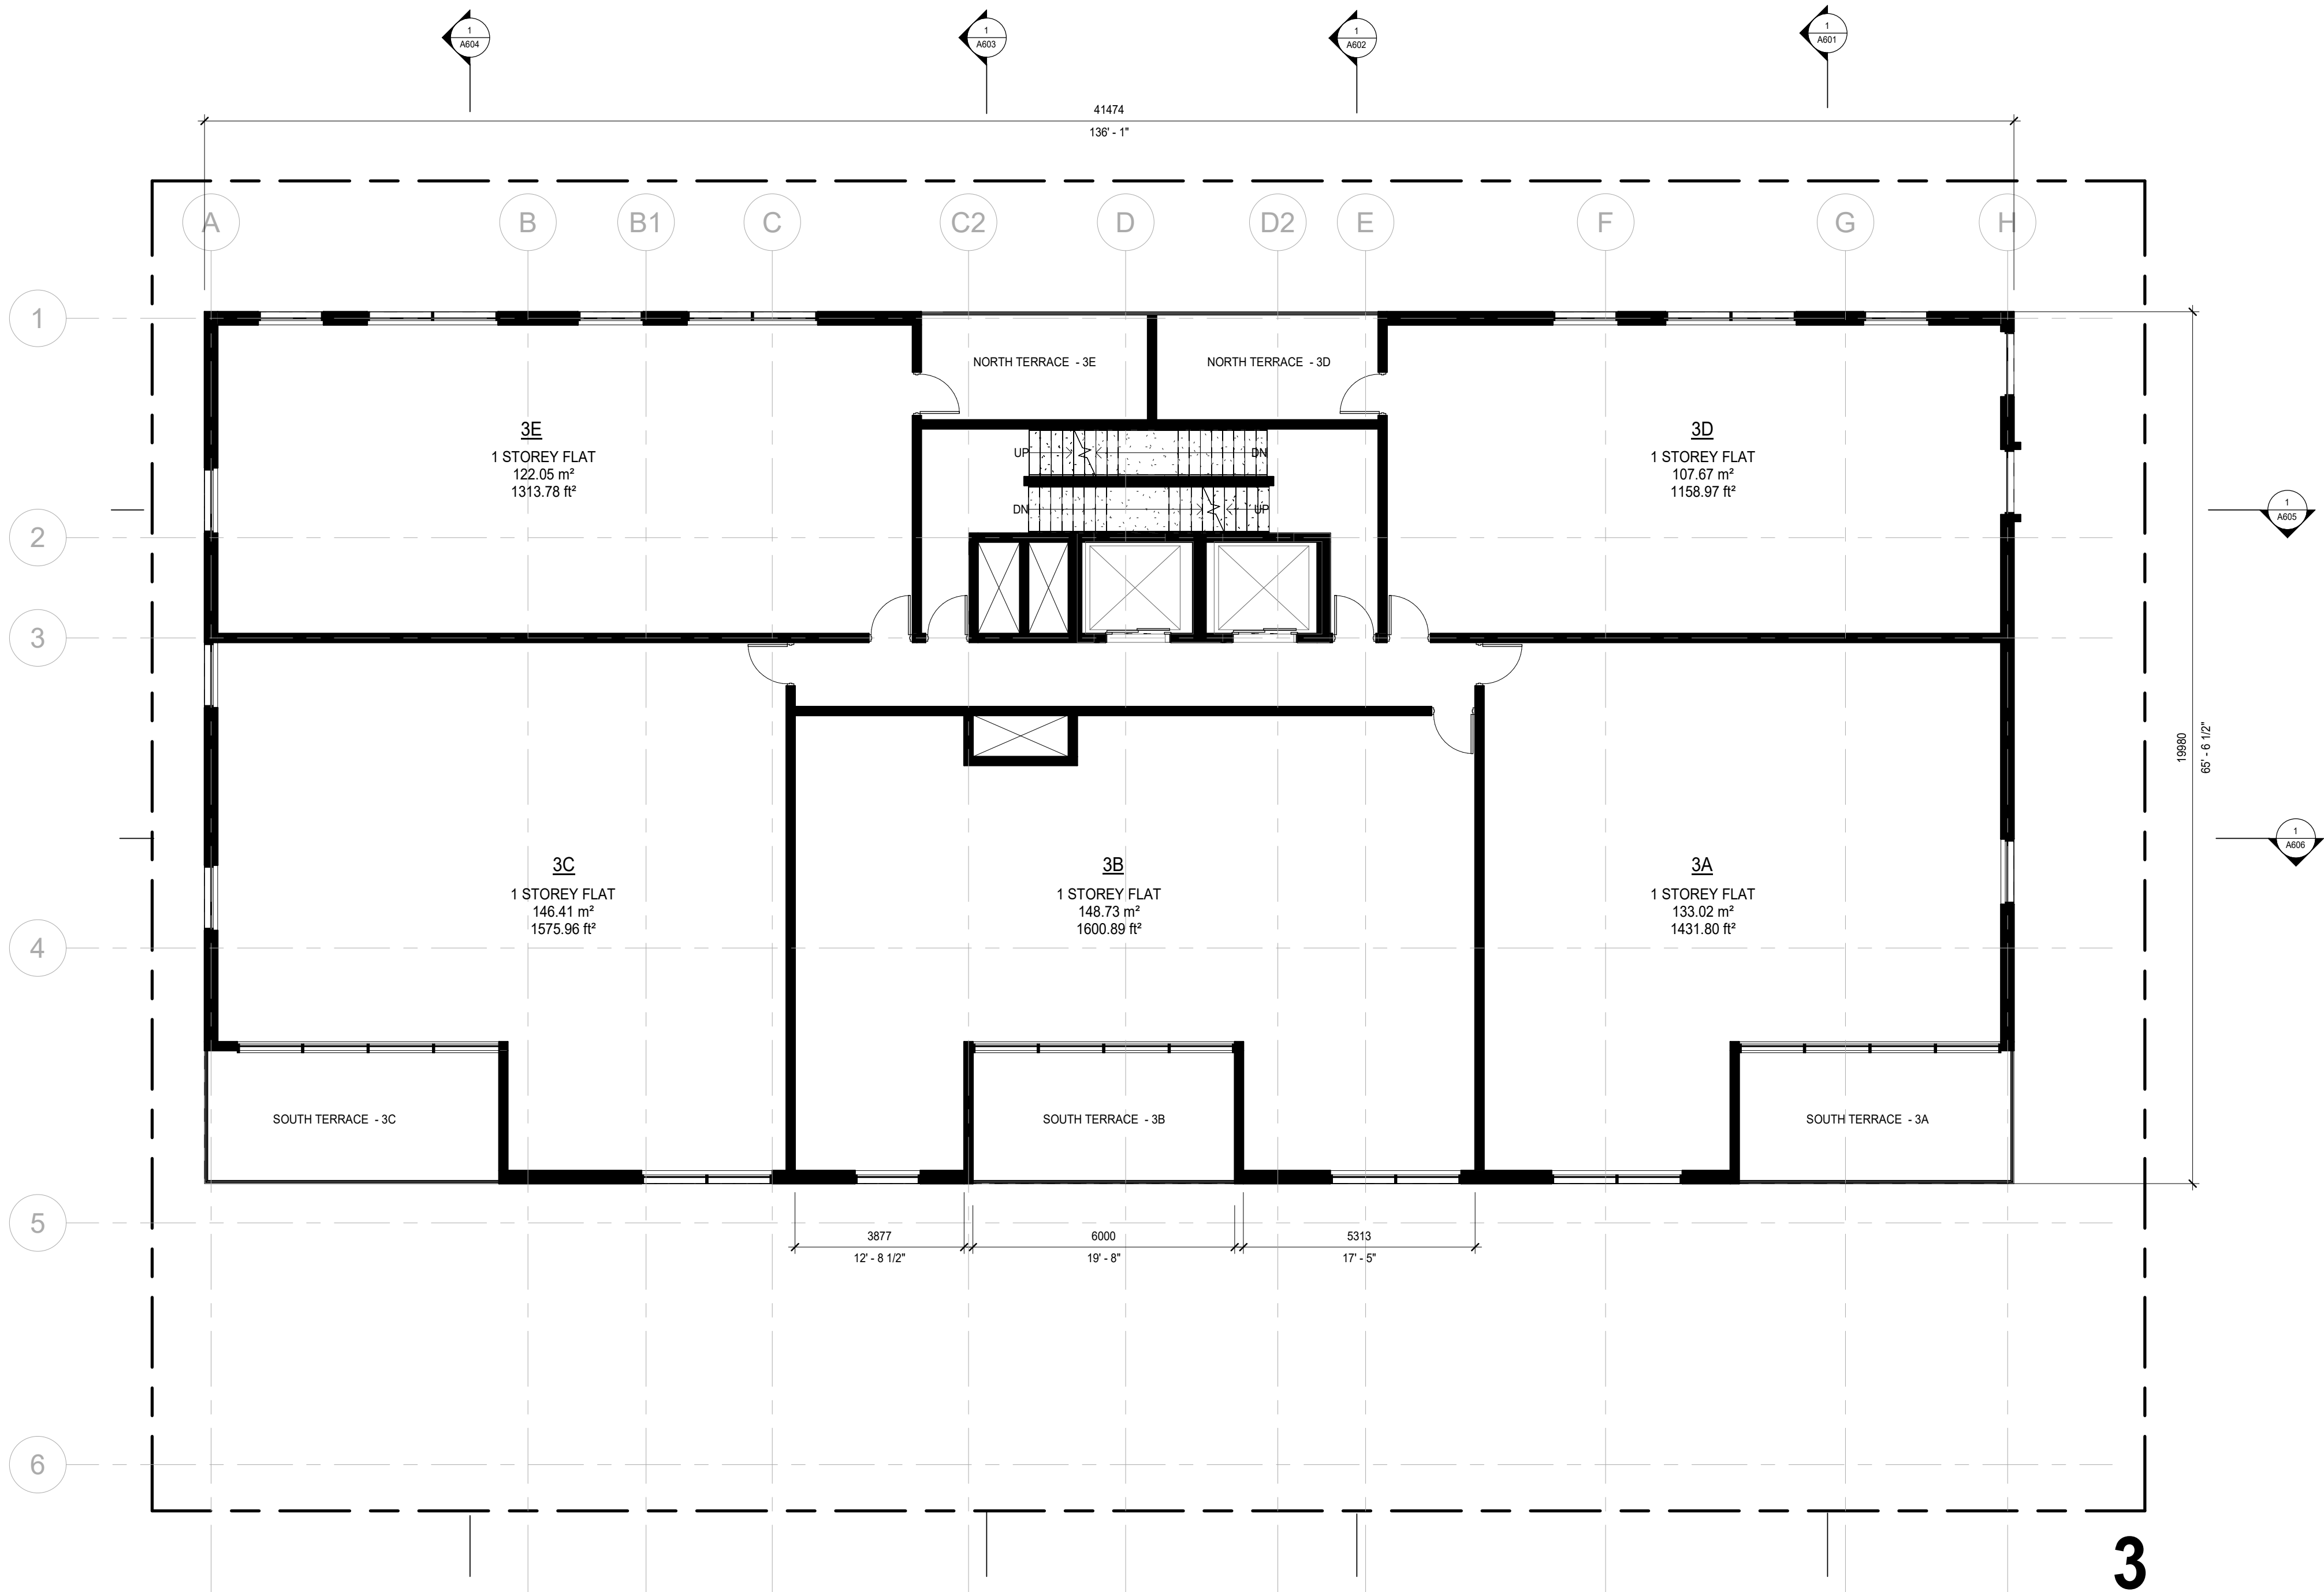 1
A604
1
A603
1
A602
1
A601
41474
136' - 1"
A
B
B1
C
C2
D
D2
E
F
G
H
1
NORTH TERRACE - 3E
NORTH TERRACE - 3D
3E
1 STOREY FLAT
122.05 m²
1313.78 ft²
UP
DN
DN
UP
3D
1 STOREY FLAT
107.67 m²
1158.97 ft²
1
A605
2
3
19980
65' - 6 1/2"
1
A606
3C
1 STOREY FLAT
146.41 m²
1575.96 ft²
3B
1 STOREY FLAT
148.73 m²
1600.89 ft²
3A
1 STOREY FLAT
133.02 m²
1431.80 ft²
4
SOUTH TERRACE - 3C
SOUTH TERRACE - 3B
SOUTH TERRACE - 3A
5
3877
12' - 8 1/2"
6000
19' - 8"
5313
17' - 5"
6
3